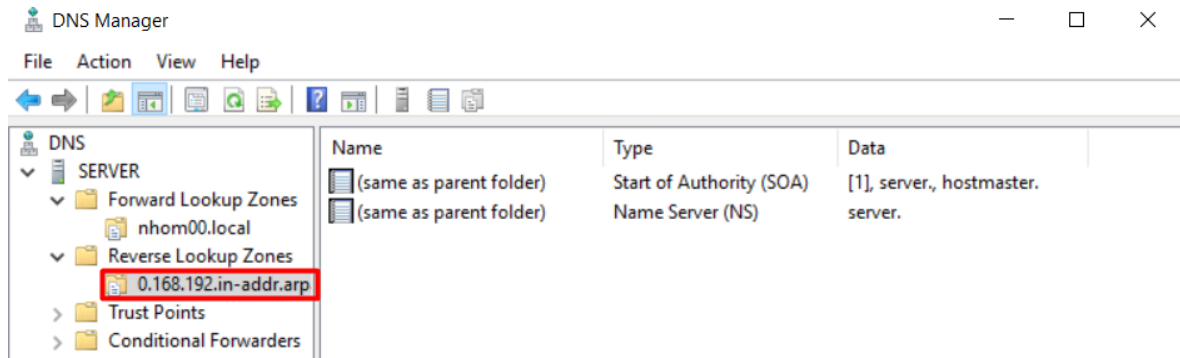 DNS Manager
File Action View Help
DNS
SERVER
Forward Lookup Zones
nhom00.local
Reverse Lookup Zones
0.168.192.in-addr.arp
Trust Points
Conditional Forwarders
Name Type Data
(same as parent folder) Start of Authority (SOA) [1], server., hostmaster.
(same as parent folder) Name Server (NS) server.